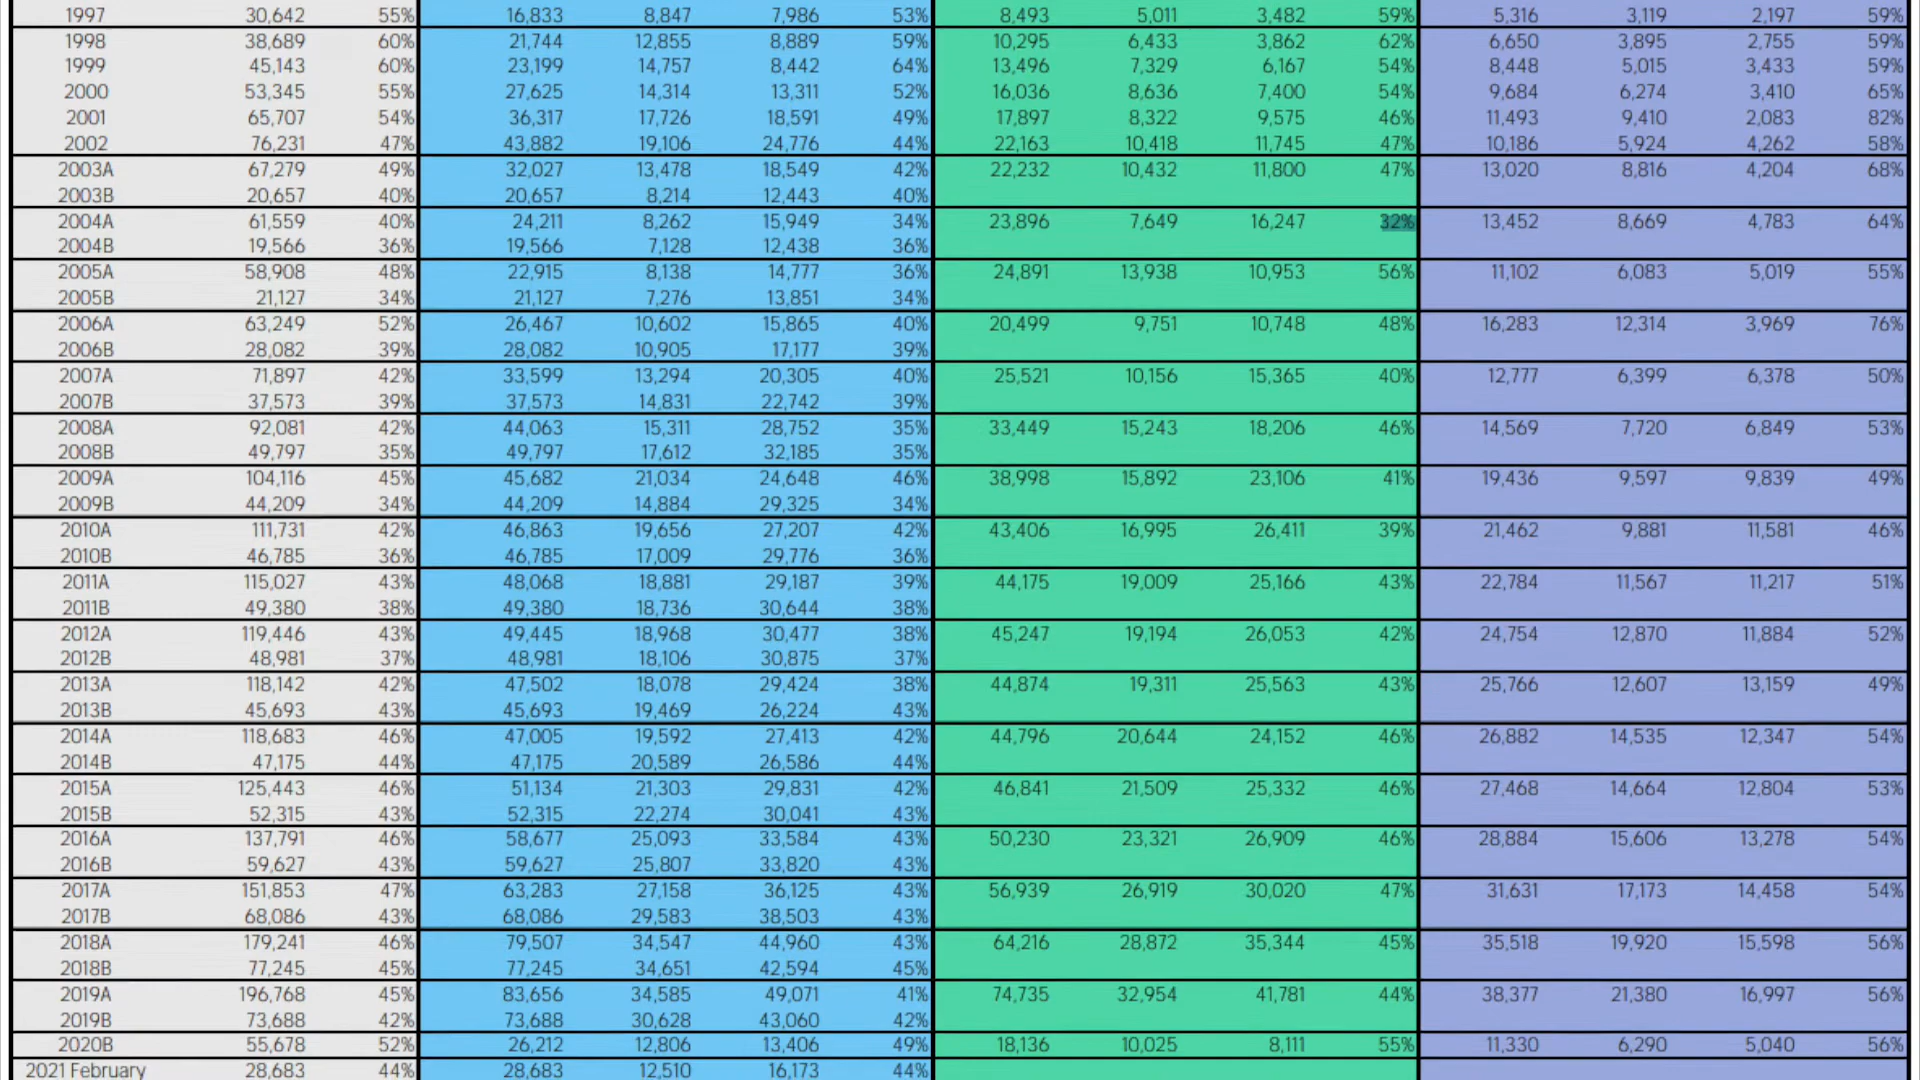 1997 30,642 55% 16,833 8,847 7,986 53% 8,493 5,011 3,482 59% 5,316 3,119 2,197 59%
1998 38,689 60% 21,744 12,855 8,889 59% 10,295 6,433 3,862 62% 6,650 3,895 2,755 59%
1999 45,143 60% 23,199 14,757 8,442 64% 13,496 7,329 6,167 54% 8,448 5,015 3,433 59%
2000 53,345 55% 27,625 14,314 13,311 52% 16,036 8,636 7,400 54% 9,684 6,274 3,410 65%
2001 65,707 54% 36,317 17,726 18,591 49% 17,897 8,322 9,575 46% 11,493 9,410 2,083 82%
2002 76,231 47% 43,882 19,106 24,776 44% 22,163 10,418 11,745 47% 10,186 5,924 4,262 58%
2003A 67,279 49% 32,027 13,478 18,549 42% 22,232 10,432 11,800 47% 13,020 8,816 4,204 68%
2003B 20,657 40% 20,657 8,214 12,443 40%
2004A 61,559 40% 24,211 8,262 15,949 34% 23,896 7,649 16,247 32% 13,452 8,669 4,783 64%
2004B 19,566 36% 19,566 7,128 12,438 36%
2005A 58,908 48% 22,915 8,138 14,777 36% 24,891 13,938 10,953 56% 11,102 6,083 5,019 55%
2005B 21,127 34% 21,127 7,276 13,851 34%
2006A 63,249 52% 26,467 10,602 15,865 40% 20,499 9,751 10,748 48% 16,283 12,314 3,969 76%
2006B 28,082 39% 28,082 10,905 17,177 39%
2007A 71,897 42% 33,599 13,294 20,305 40% 25,521 10,156 15,365 40% 12,777 6,399 6,378 50%
2007B 37,573 39% 37,573 14,831 22,742 39%
2008A 92,081 42% 44,063 15,311 28,752 35% 33,449 15,243 18,206 46% 14,569 7,720 6,849 53%
2008B 49,797 35% 49,797 17,612 32,185 35%
2009A 104,116 45% 45,682 21,034 24,648 46% 38,998 15,892 23,106 41% 19,436 9,597 9,839 49%
2009B 44,209 34% 44,209 14,884 29,325 34%
2010A 111,731 42% 46,863 19,656 27,207 42% 43,406 16,995 26,411 39% 21,462 9,881 11,581 46%
2010B 46,785 36% 46,785 17,009 29,776 36%
2011A 115,027 43% 48,068 18,881 29,187 39% 44,175 19,009 25,166 43% 22,784 11,567 11,217 51%
2011B 49,380 38% 49,380 18,736 30,644 38%
2012A 119,446 43% 49,445 18,968 30,477 38% 45,247 19,194 26,053 42% 24,754 12,870 11,884 52%
2012B 48,981 37% 48,981 18,106 30,875 37%
2013A 118,142 42% 47,502 18,078 29,424 38% 44,874 19,311 25,563 43% 25,766 12,607 13,159 49%
2013B 45,693 43% 45,693 19,469 26,224 43%
2014A 118,683 46% 47,005 19,592 27,413 42% 44,796 20,644 24,152 46% 26,882 14,535 12,347 54%
2014B 47,175 44% 47,175 20,589 26,586 44%
2015A 125,443 46% 51,134 21,303 29,831 42% 46,841 21,509 25,332 46% 27,468 14,664 12,804 53%
2015B 52,315 43% 52,315 22,274 30,041 43%
2016A 137,791 46% 58,677 25,093 33,584 43% 50,230 23,321 26,909 46% 28,884 15,606 13,278 54%
2016B 59,627 43% 59,627 25,807 33,820 43%
2017A 151,853 47% 63,283 27,158 36,125 43% 56,939 26,919 30,020 47% 31,631 17,173 14,458 54%
2017B 68,086 43% 68,086 29,583 38,503 43%
2018A 179,241 46% 79,507 34,547 44,960 43% 64,216 28,872 35,344 45% 35,518 19,920 15,598 56%
2018B 77,245 45% 77,245 34,651 42,594 45%
2019A 196,768 45% 83,656 34,585 49,071 41% 74,735 32,954 41,781 44% 38,377 21,380 16,997 56%
2019B 73,688 42% 73,688 30,628 43,060 42%
2020B 55,678 52% 26,212 12,806 13,406 49% 18,136 10,025 8,111 55% 11,330 6,290 5,040 56%
2021 February 28,683 44% 28,683 12,510 16,173 44%